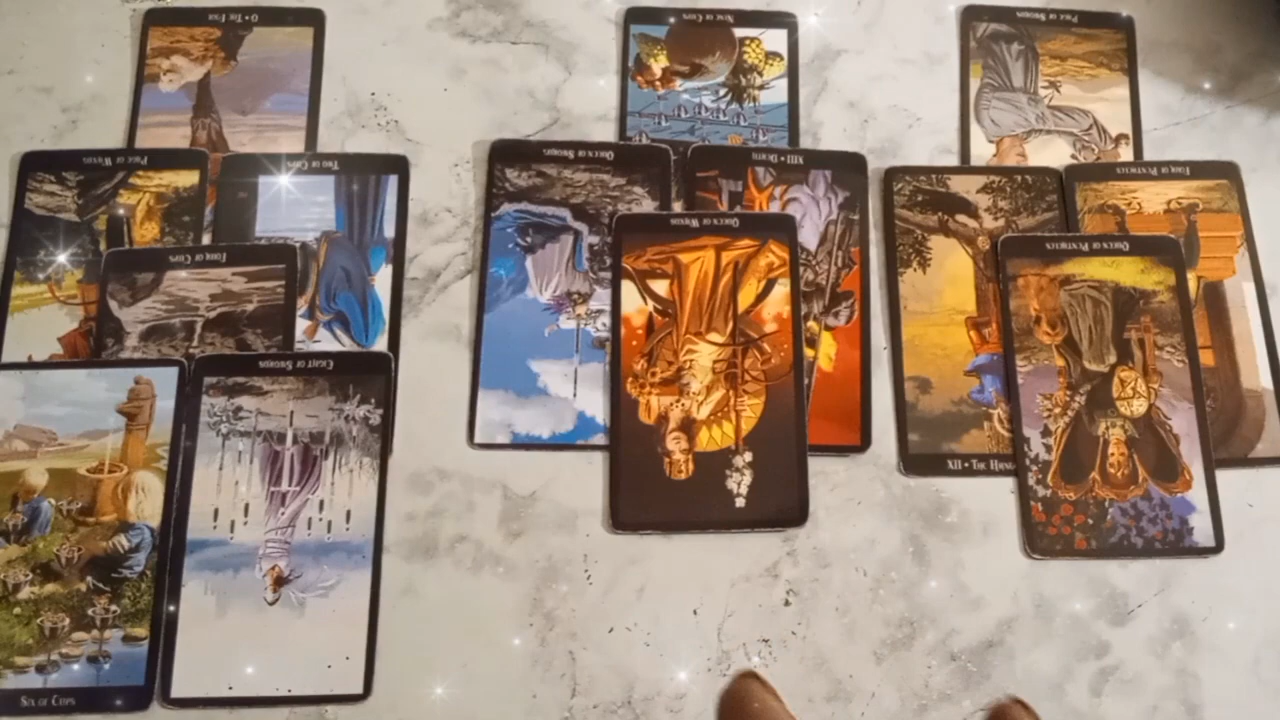 0 • THE FOOL
NINE OF CUPS
PAGE OF SWORDS
PAGE OF WANDS
TWO OF CUPS
QUEEN OF SWORDS
XIII • DEATH
FOUR OF PENTACLES
QUEEN OF WANDS
QUEEN OF PENTACLES
FOUR OF CUPS
EIGHT OF SWORDS
XII • THE HANG
SIX OF CUPS